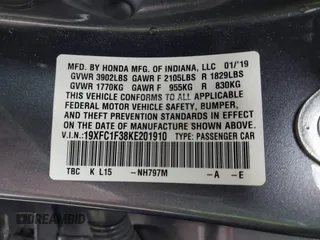 MFD. BY HONDA MFG. OF INDIANA, LLC 01/'19
GVWR 3902LBS GAWR F 2105LBS R 1829LBS
GVWR 1770KG GAWR F 955KG R 830KG
THIS VEHICLE CONFORMS TO ALL APPLICABLE
FEDERAL MOTOR VEHICLE SAFETY, BUMPER,
AND THEFT PREVENTION STANDARDS IN EFFECT
ON THE DATE OF MANUFACTURE SHOWN ABOVE.
V.I.N.: 19XFC1F38KE201910 TYPE: PASSENGER CAR
TBC K L15 -NH797M -A -E
DREAMBID